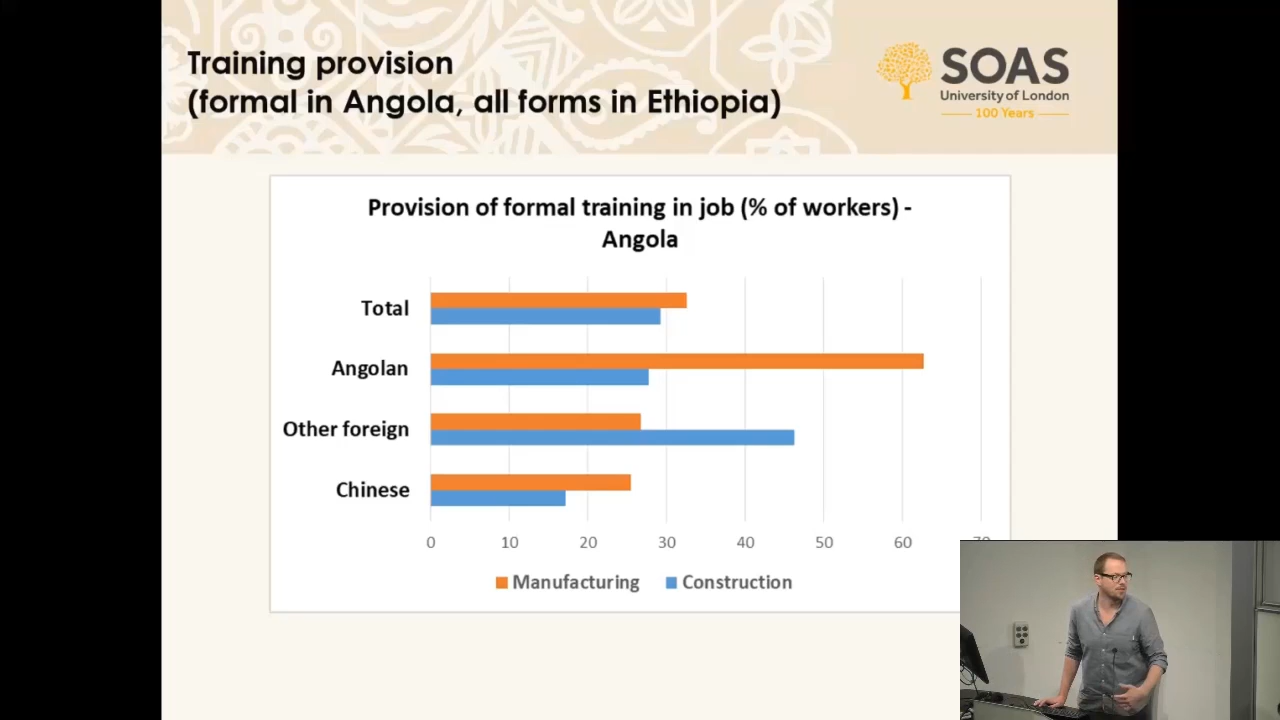 Training provision
(formal in Angola, all forms in Ethiopia)
SOAS
University of London
100 Years
Provision of formal training in job (% of workers) -
Angola
Total
Angolan
Other foreign
Chinese
0 10 20 30 40 50 60 70
Manufacturing Construction